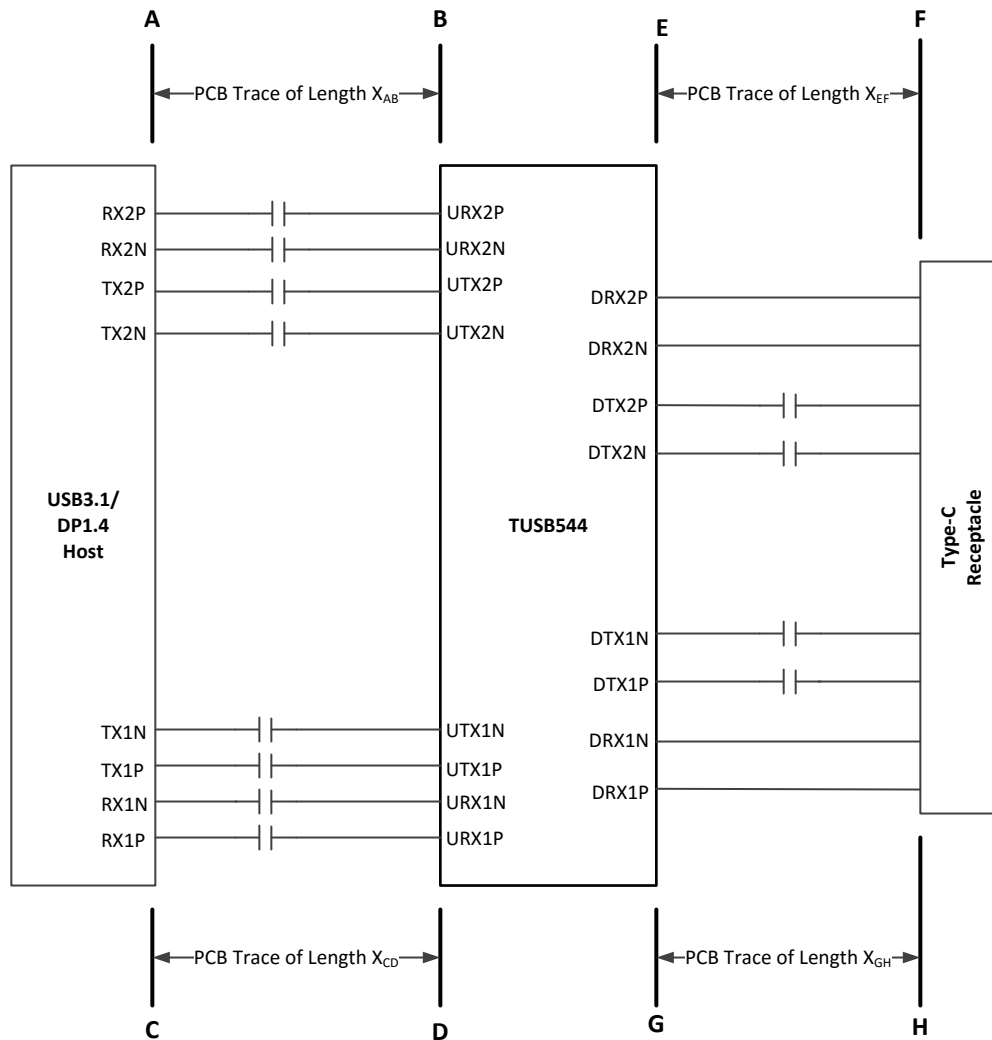 A
B
E
F
PCB Trace of Length XAB
PCB Trace of Length XEF
RX2P
RX2N
TX2P
TX2N
URX2P
URX2N
UTX2P
UTX2N
DRX2P
DRX2N
DTX2P
DTX2N
USB3.1/
DP1.4
Host
TUSB544
Type-C
Receptacle
DTX1N
DTX1P
DRX1N
DRX1P
TX1N
TX1P
RX1N
RX1P
UTX1N
UTX1P
URX1N
URX1P
PCB Trace of Length XCD
PCB Trace of Length XGH
C
D
G
H